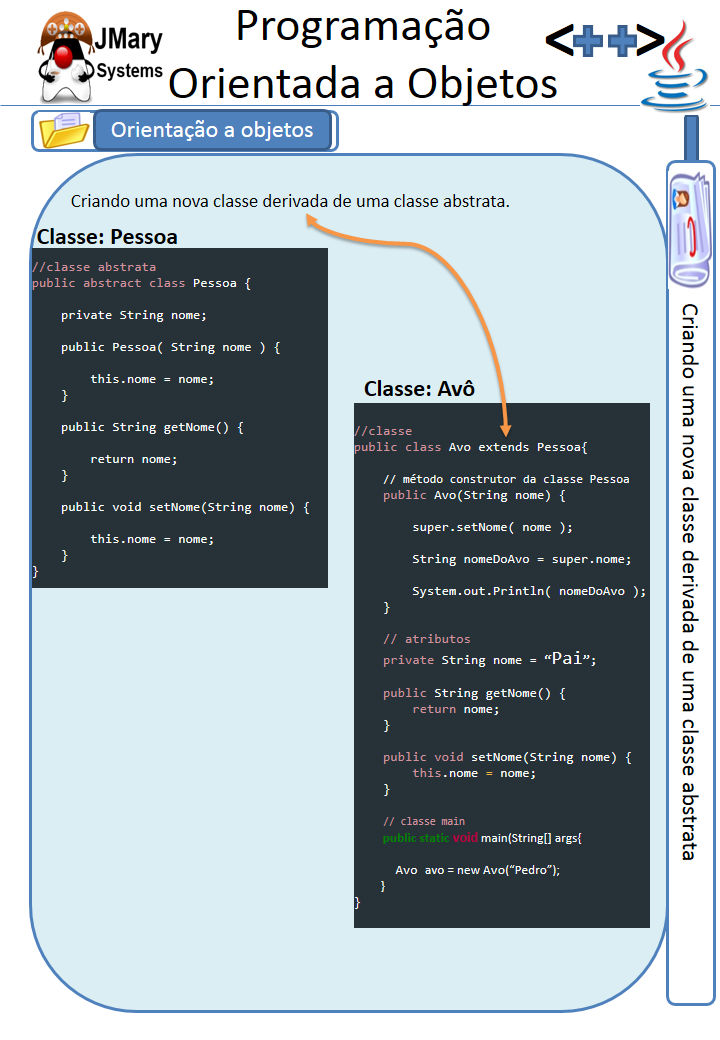 Programação
Orientada a Objetos
JMary
Systems
<++>
Orientação a objetos
Criando uma nova classe derivada de uma classe abstrata.
Classe: Pessoa
//classe abstrata
public abstract class Pessoa {
private String nome;
public Pessoa( String nome ) {
this.nome = nome;
}
public String getNome() {
return nome;
}
public void setNome(String nome) {
this.nome = nome;
}
}
Classe: Avô
//classe
public class Avo extends Pessoa{
// método construtor da classe Pessoa
public Avo(String nome) {
super.setNome( nome );
String nomeDoAvo = super.nome;
System.out.Println( nomeDoAvo );
}
// atributos
private String nome = “Pai”;
public String getNome() {
return nome;
}
public void setNome(String nome) {
this.nome = nome;
}
// classe main
public static void main(String[] args{
Avo avo = new Avo(“Pedro”);
}
}
Criando uma nova classe derivada de uma classe abstrata